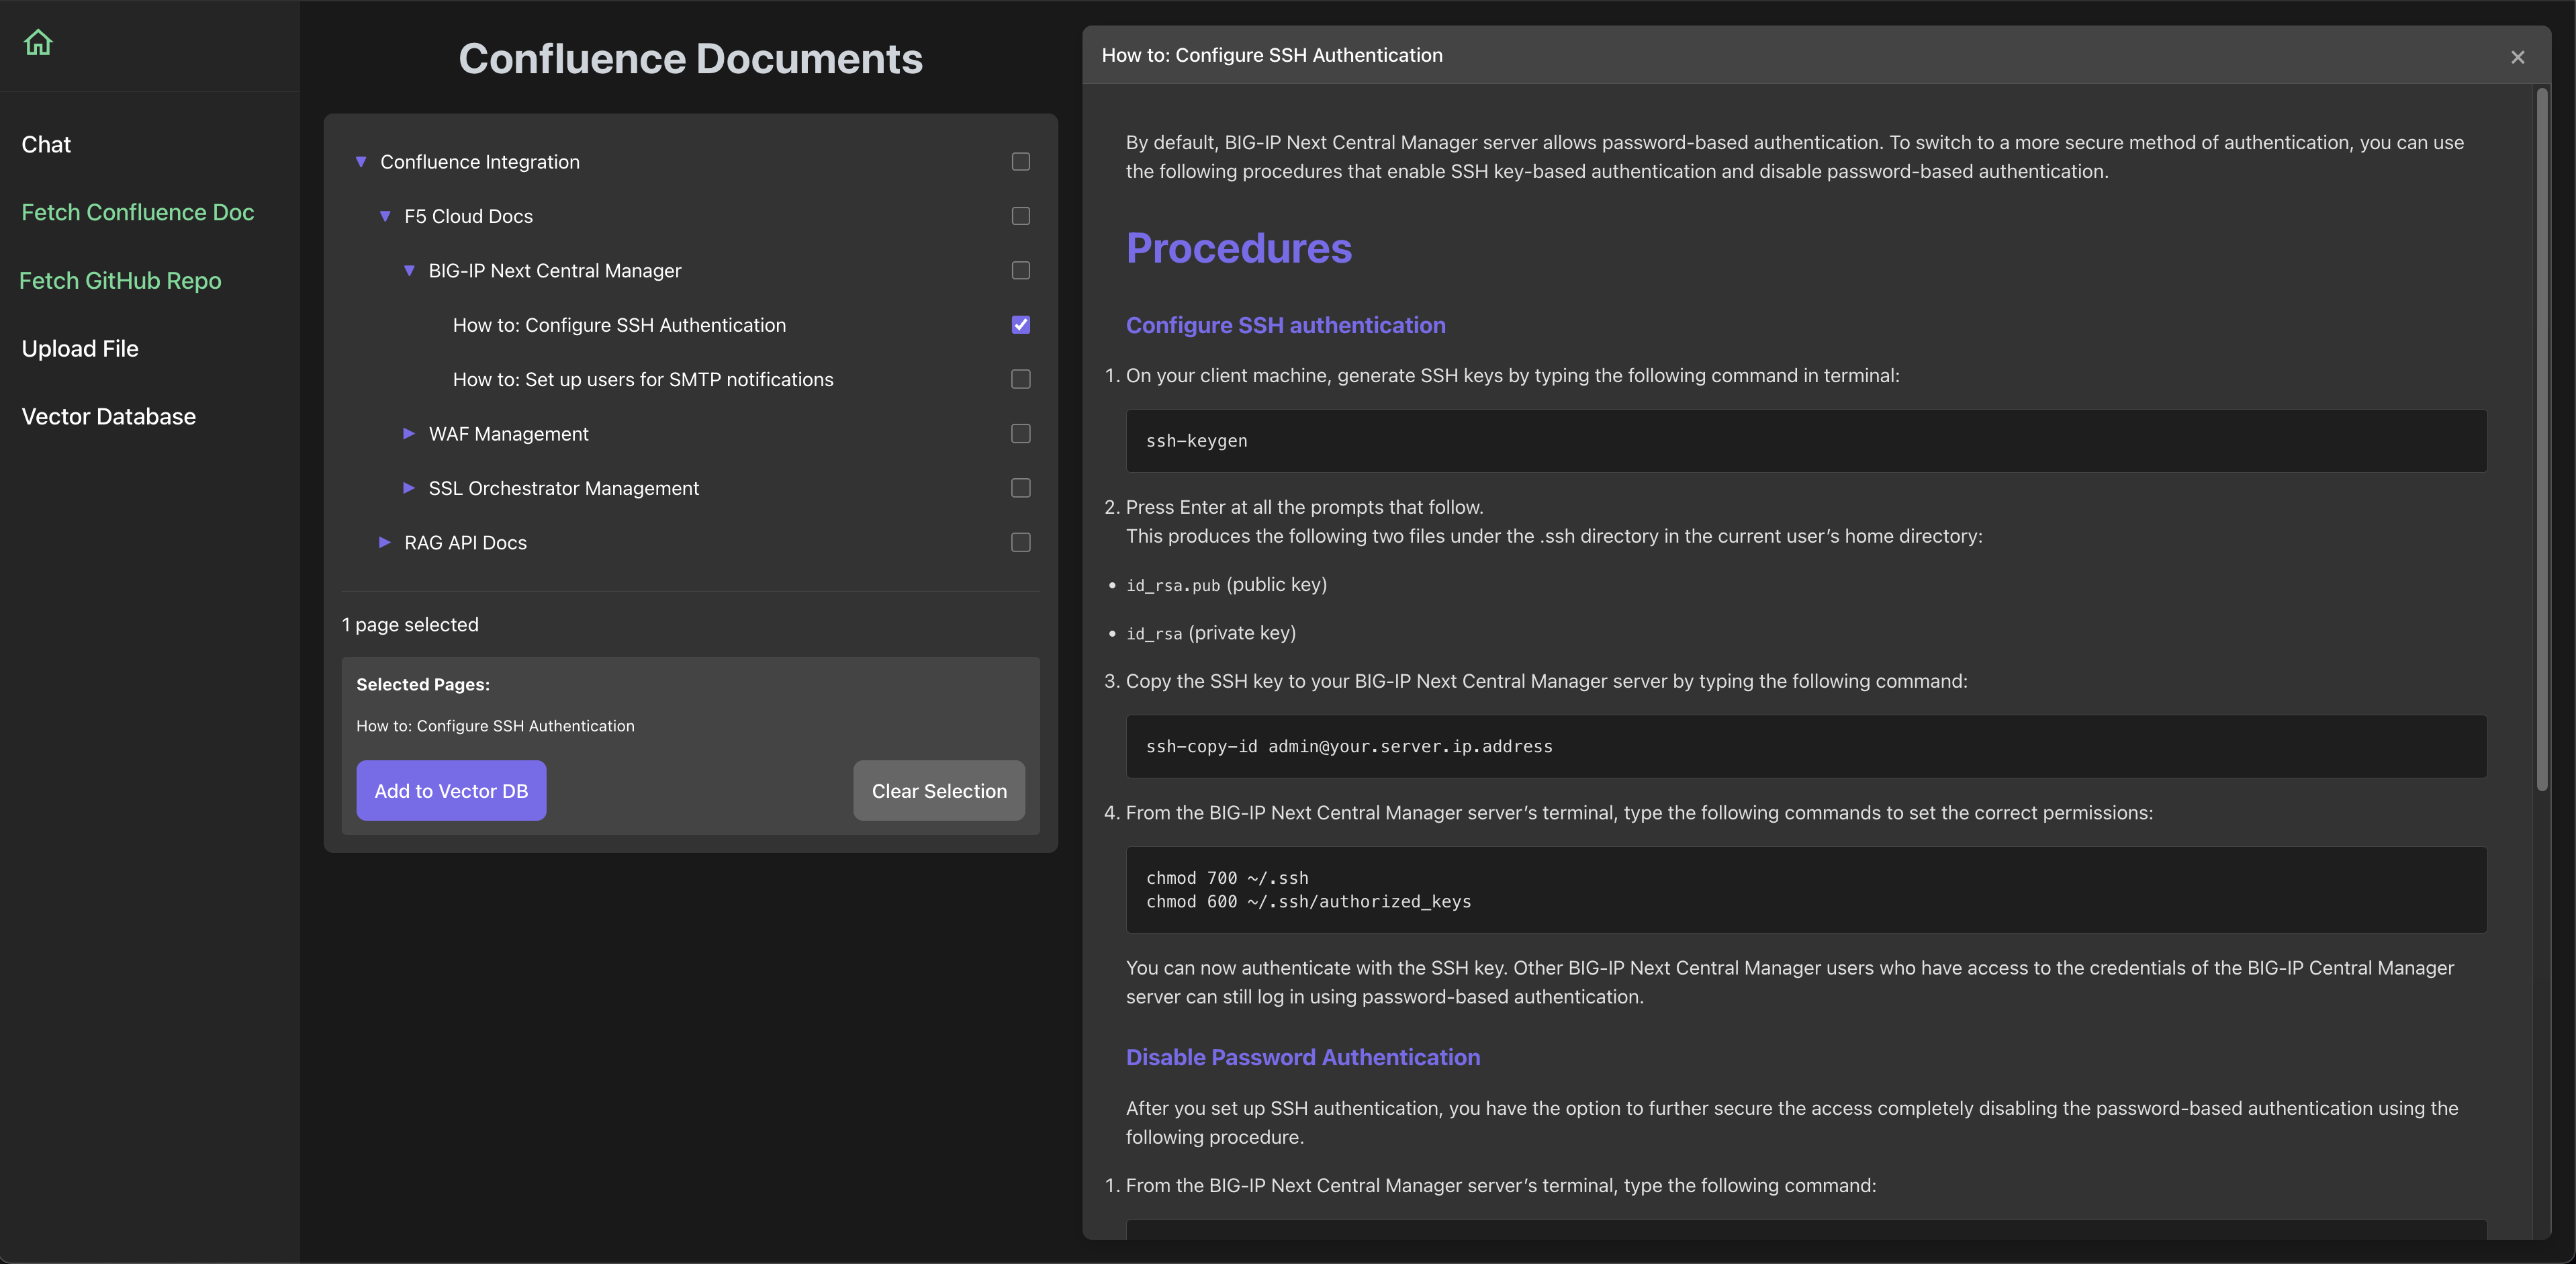 Chat
Fetch Confluence Doc
Fetch GitHub Repo
Upload File
Vector Database
Confluence Documents
Confluence Integration
F5 Cloud Docs
BIG-IP Next Central Manager
How to: Configure SSH Authentication
How to: Set up users for SMTP notifications
WAF Management
SSL Orchestrator Management
RAG API Docs
1 page selected
Selected Pages:
How to: Configure SSH Authentication
Add to Vector DB
Clear Selection
How to: Configure SSH Authentication
By default, BIG-IP Next Central Manager server allows password-based authentication. To switch to a more secure method of authentication, you can use
the following procedures that enable SSH key-based authentication and disable password-based authentication.
Procedures
Configure SSH authentication
1. On your client machine, generate SSH keys by typing the following command in terminal:
ssh-keygen
2. Press Enter at all the prompts that follow.
This produces the following two files under the .ssh directory in the current user’s home directory:
• id_rsa.pub (public key)
• id_rsa (private key)
3. Copy the SSH key to your BIG-IP Next Central Manager server by typing the following command:
ssh-copy-id admin@your.server.ip.address
4. From the BIG-IP Next Central Manager server’s terminal, type the following commands to set the correct permissions:
chmod 700 ~/.ssh
chmod 600 ~/.ssh/authorized_keys
You can now authenticate with the SSH key. Other BIG-IP Next Central Manager users who have access to the credentials of the BIG-IP Central Manager
server can still log in using password-based authentication.
Disable Password Authentication
After you set up SSH authentication, you have the option to further secure the access completely disabling the password-based authentication using the
following procedure.
1. From the BIG-IP Next Central Manager server’s terminal, type the following command: